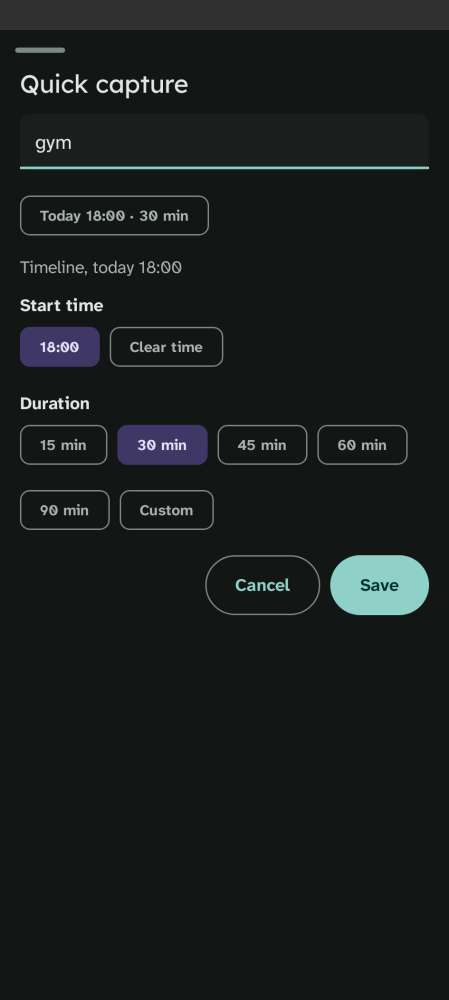 Quick capture
gym
Today 18:00 · 30 min
Timeline, today 18:00
Start time
18:00 Clear time
Duration
15 min 30 min 45 min 60 min
90 min Custom
Cancel Save